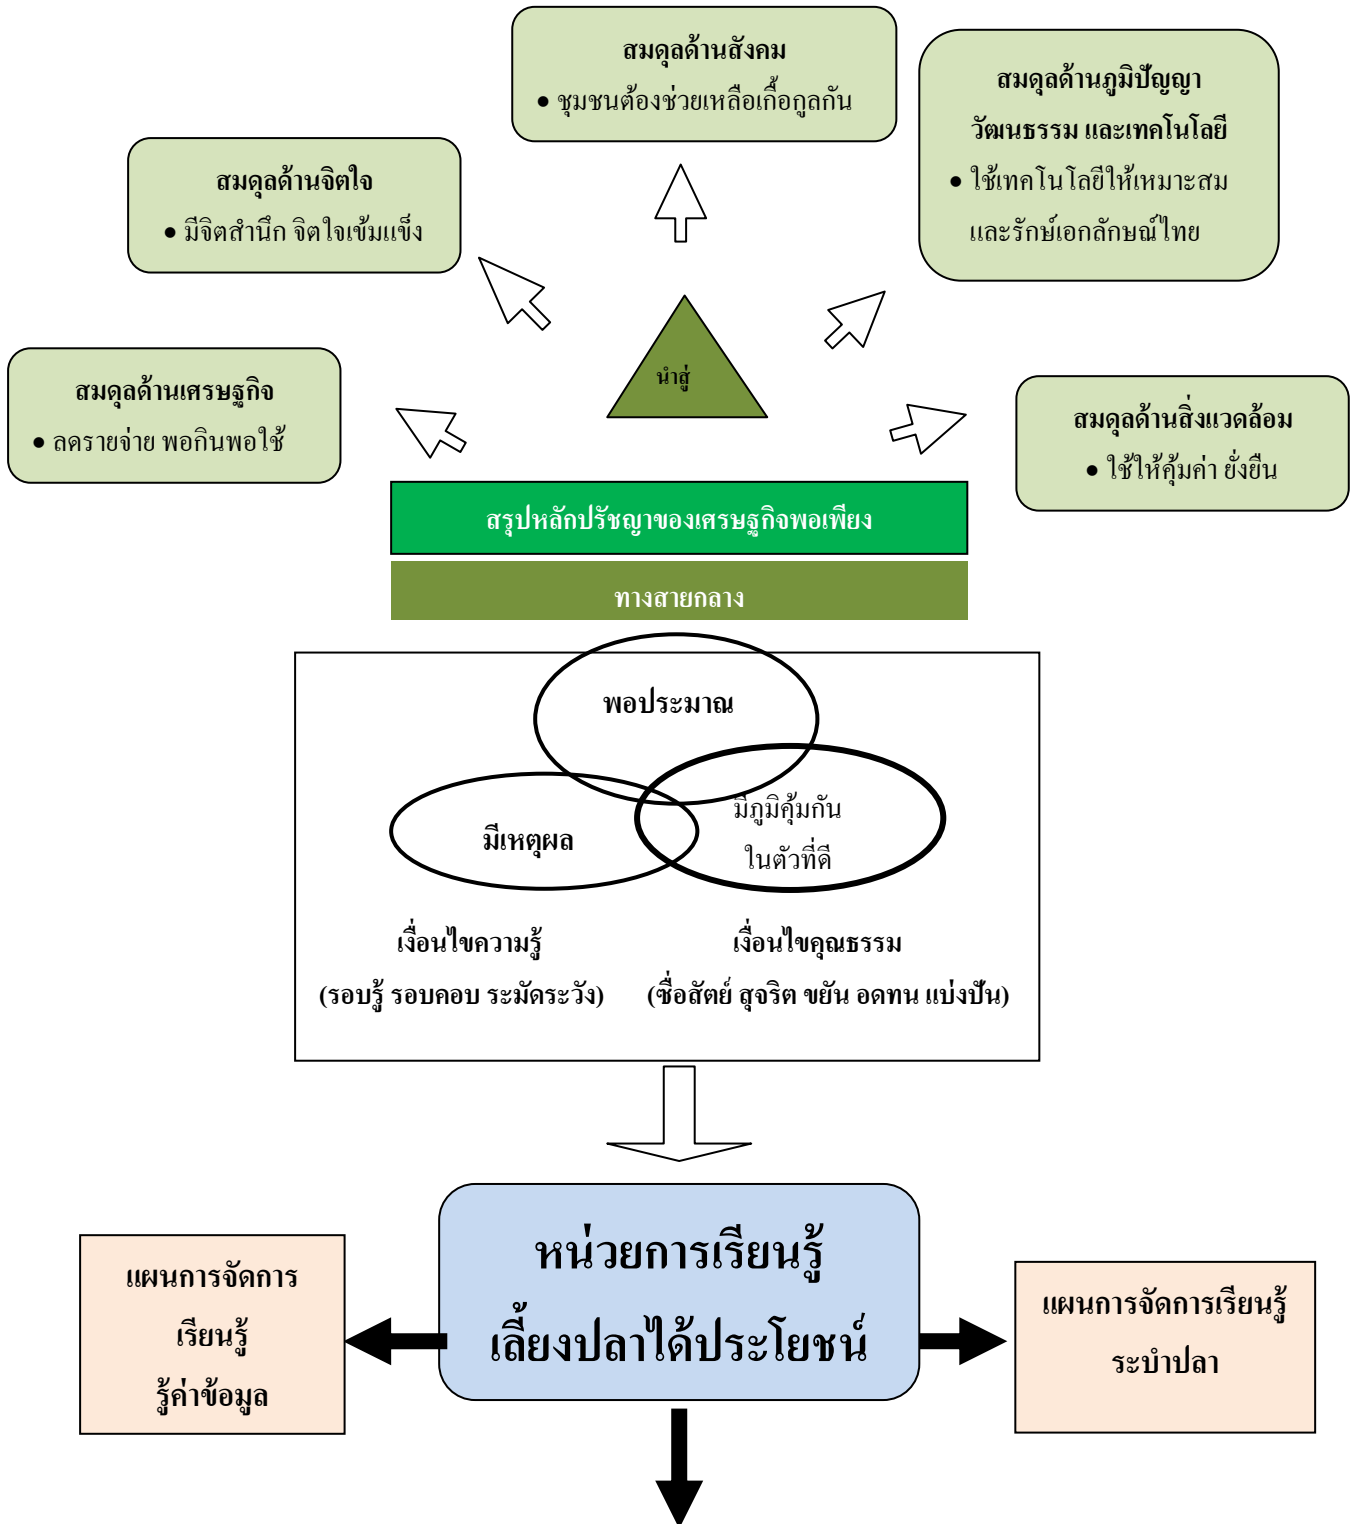 สมดุลด้านสังคม
• ชุมชนต้องช่วยเหลือเกื้อกูลกัน
สมดุลด้านภูมิปัญญา
วัฒนธรรม และเทคโนโลยี
• ใช้เทคโนโลยีให้เหมาะสม
และรักษ์เอกลักษณ์ไทย
สมดุลด้านจิตใจ
• มีจิตสำนึก จิตใจเข้มแข็ง
นำสู่
สมดุลด้านเศรษฐกิจ
• ลดรายจ่าย พอกินพอใช้
สมดุลด้านสิ่งแวดล้อม
• ใช้ให้คุ้มค่า ยั่งยืน
สรุปหลักปรัชญาของเศรษฐกิจพอเพียง
ทางสายกลาง
พอประมาณ
มีเหตุผล
มีภูมิคุ้มกัน
ในตัวที่ดี
เงื่อนไขความรู้
(รอบรู้ รอบคอบ ระมัดระวัง)
เงื่อนไขคุณธรรม
(ซื่อสัตย์ สุจริต ขยัน อดทน แบ่งปัน)
หน่วยการเรียนรู้
เลี้ยงปลาได้ประโยชน์
แผนการจัดการ
เรียนรู้
รู้ค่าข้อมูล
แผนการจัดการเรียนรู้
ระบำปลา